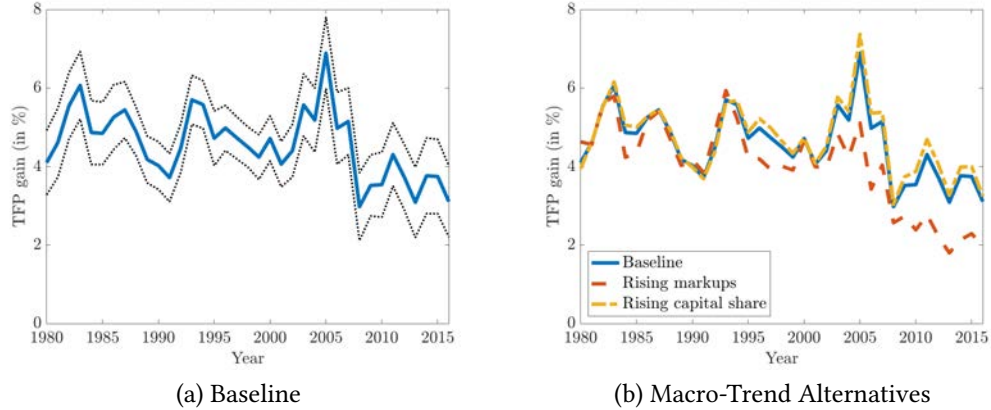 8
6
4
2
0
TFP gain (in %)
1980 1985 1990 1995 2000 2005 2010 2015
Year
(a) Baseline
8
6
4
2
0
TFP gain (in %)
Baseline
Rising markups
Rising capital share
1980 1985 1990 1995 2000 2005 2010 2015
Year
(b) Macro-Trend Alternatives